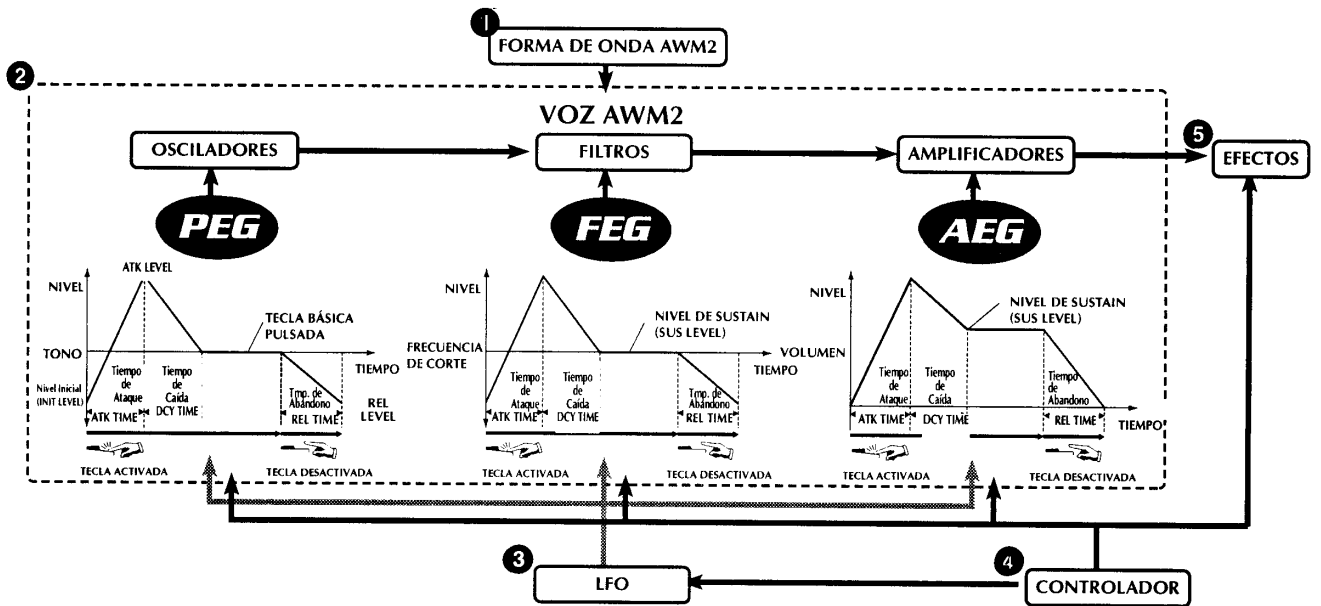 1
FORMA DE ONDA AWM2
2
VOZ AWM2
OSCILADORES
FILTROS
AMPLIFICADORES
5
EFECTOS
PEG
FEG
AEG
ATK LEVEL
NIVEL
TECLA BÁSICA
PULSADA
TONO
TIEMPO
Nivel Inicial
(INIT LEVEL)
Tiempo
de
Ataque
Tiempo
de
Caída
ATK TIME
DCY TIME
Tmp. de
Abándono
REL TIME
REL
LEVEL
TECLA ACTIVADA
TECLA DESACTIVADA
NIVEL
NIVEL DE SUSTAIN
(SUS LEVEL)
FRECUENCIA
DE CORTE
TIEMPO
Tiempo
de
Ataque
Tiempo
de
Caída
ATK TIME
DCY TIME
Tmp. de
Abándono
REL TIME
TECLA ACTIVADA
TECLA DESACTIVADA
NIVEL
NIVEL DE SUSTAIN
(SUS LEVEL)
VOLUMEN
Tiempo
de
Ataque
Tiempo
de
Caída
Tiempo
de
Abandono
ATK TIME
DCY TIME
REL TIME
TIEMPO
TECLA ACTIVADA
TECLA DESACTIVADA
3
LFO
4
CONTROLADOR